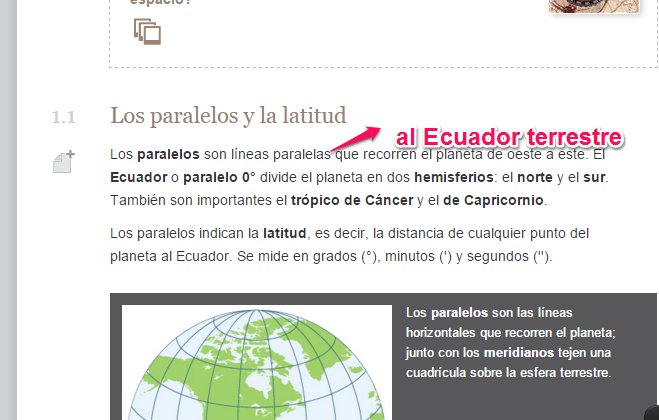 espacio?
1.1 Los paralelos y la latitud
al Ecuador terrestre
Los paralelos son líneas paralelas que recorren el planeta de oeste a este. El
Ecuador o paralelo 0° divide el planeta en dos hemisferios: el norte y el sur.
También son importantes el trópico de Cáncer y el de Capricornio.
Los paralelos indican la latitud, es decir, la distancia de cualquier punto del
planeta al Ecuador. Se mide en grados (°), minutos (') y segundos ('').
Los paralelos son las líneas
horizontales que recorren el planeta;
junto con los meridianos tejen una
cuadrícula sobre la esfera terrestre.